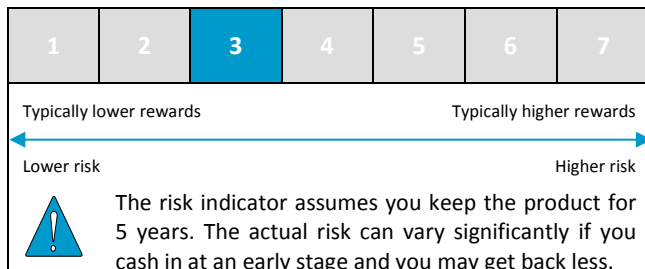 1 2 3 4 5 6 7
Typically lower rewards Typically higher rewards
Lower risk Higher risk
The risk indicator assumes you keep the product for
5 years. The actual risk can vary significantly if you
cash in at an early stage and you may get back less.